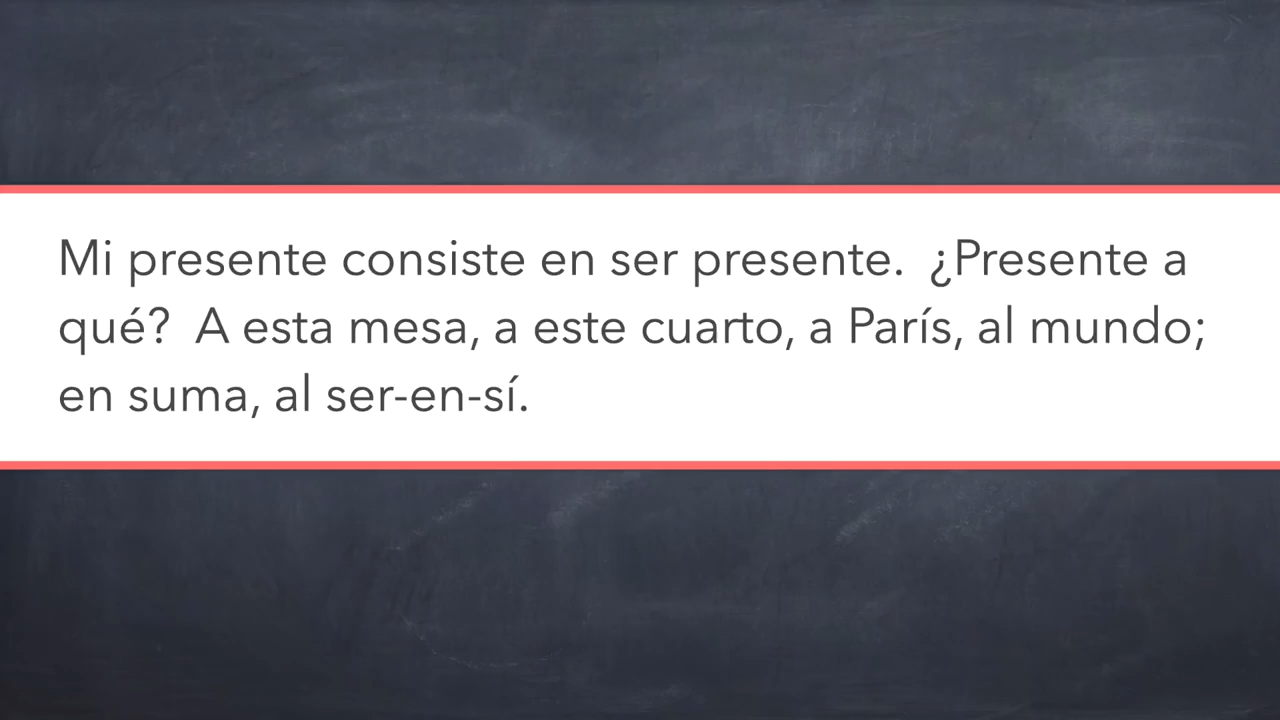 Mi presente consiste en ser presente.  ¿Presente a
qué?  A esta mesa, a este cuarto, a París, al mundo;
en suma, al ser-en-sí.